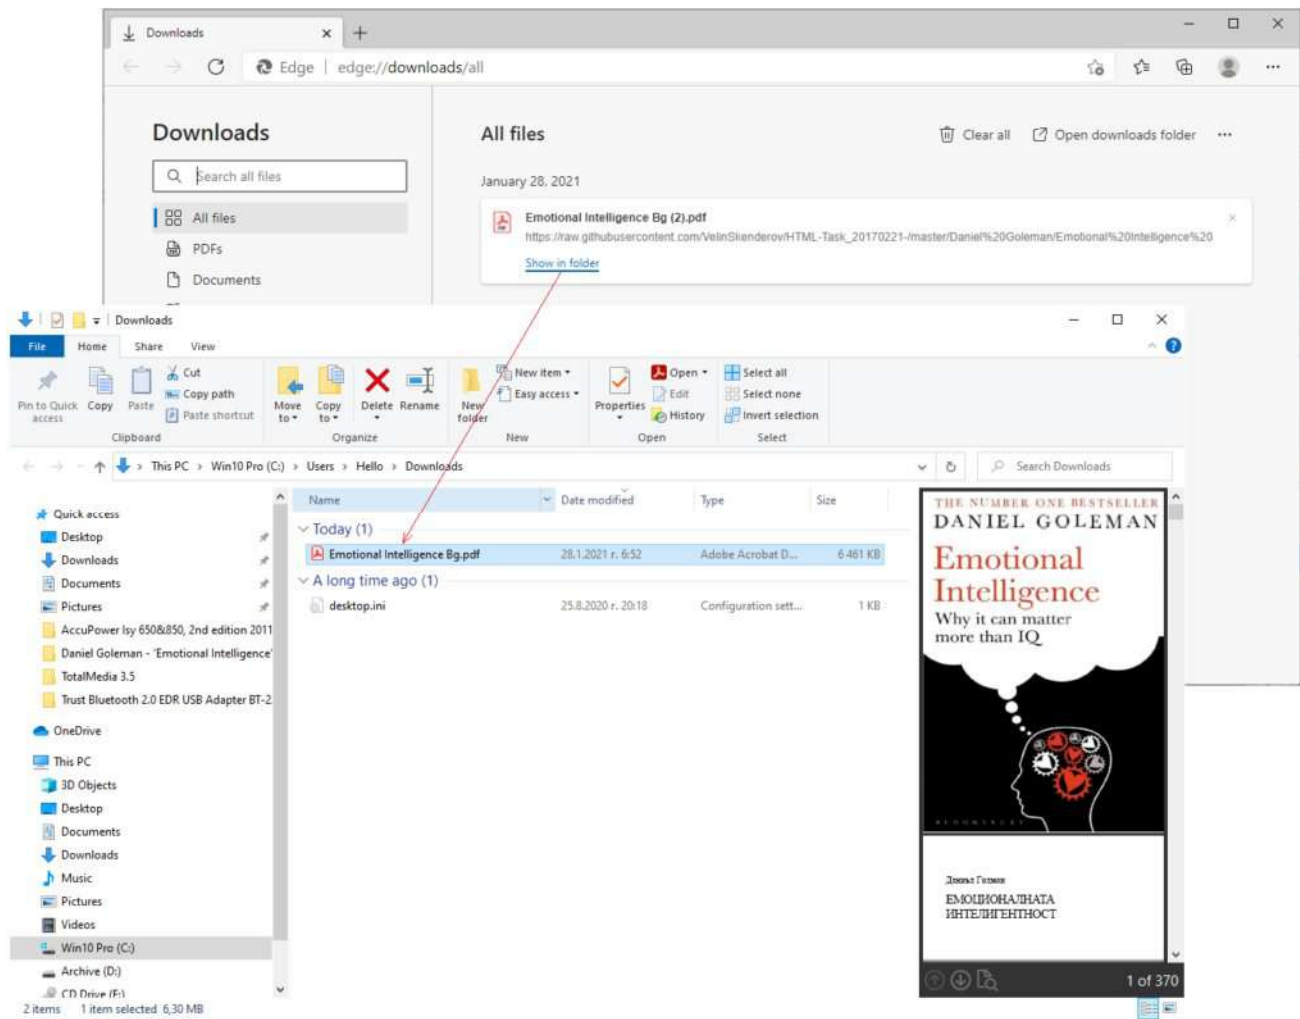 Downloads
Edge
edge://downloads/all
Downloads
Search all files
All files
PDFs
Documents
All files
Clear all
Open downloads folder
January 28, 2021
Emotional Intelligence Bg (2).pdf
https://raw.githubusercontent.com/VelinSkenderov/HTML-Task_20170221-/master/Daniel%20Goleman/Emotional%20Intelligence%20
Show in folder
Downloads
File Home Share View
Pin to Quick access
Copy
Paste
Cut
Copy path
Paste shortcut
Clipboard
Move to
Copy to
Delete
Rename
Organize
New folder
New item
Easy access
New
Properties
Open
Edit
History
Open
Select all
Select none
Invert selection
Select
This PC > Win10 Pro (C:) > Users > Hello > Downloads
Search Downloads
Quick access
Desktop
Downloads
Documents
Pictures
AccuPower Isy 650&850, 2nd edition 2011
Daniel Goleman - 'Emotional Intelligence'
TotalMedia 3.5
Trust Bluetooth 2.0 EDR USB Adapter BT-2
OneDrive
This PC
3D Objects
Desktop
Documents
Downloads
Music
Pictures
Videos
Win10 Pro (C:)
Archive (D:)
CD Drive (F:)
2 items 1 item selected 6,30 MB
Name Date modified Type Size
Today (1)
Emotional Intelligence Bg.pdf 28.1.2021 г. 6:52 Adobe Acrobat D... 6 461 KB
A long time ago (1)
desktop.ini 25.8.2020 г. 20:18 Configuration sett... 1 KB
THE NUMBER ONE BESTSELLER
DANIEL GOLEMAN
Emotional
Intelligence
Why it can matter
more than IQ
BLOOMSBURY
Даниел Голман
ЕМОЦИОНАЛНАТА
ИНТЕЛИГЕНТНОСТ
1 of 370